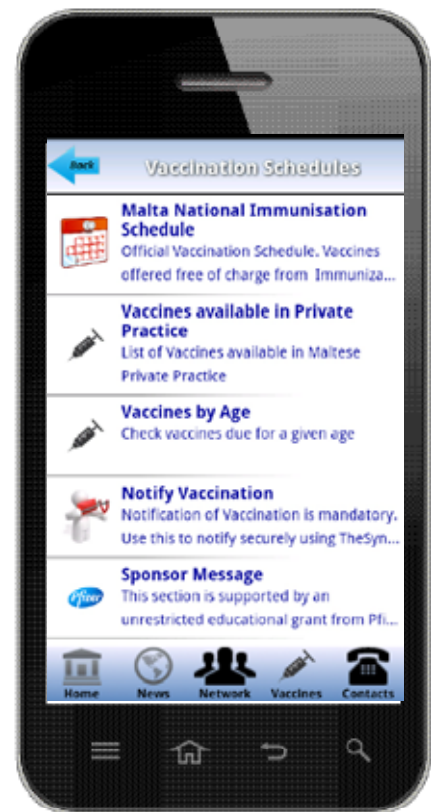 Back
Vaccination Schedules
Malta National Immunisation
Schedule
Official Vaccination Schedule. Vaccines
offered free of charge from Immuniza...
Vaccines available in Private
Practice
List of Vaccines available in Maltese
Private Practice
Vaccines by Age
Check vaccines due for a given age
Notify Vaccination
Notification of Vaccination is mandatory.
Use this to notify securely using TheSyn...
Pfizer
Sponsor Message
This section is supported by an
unrestricted educational grant from Pfi...
Home News Network Vaccines Contacts